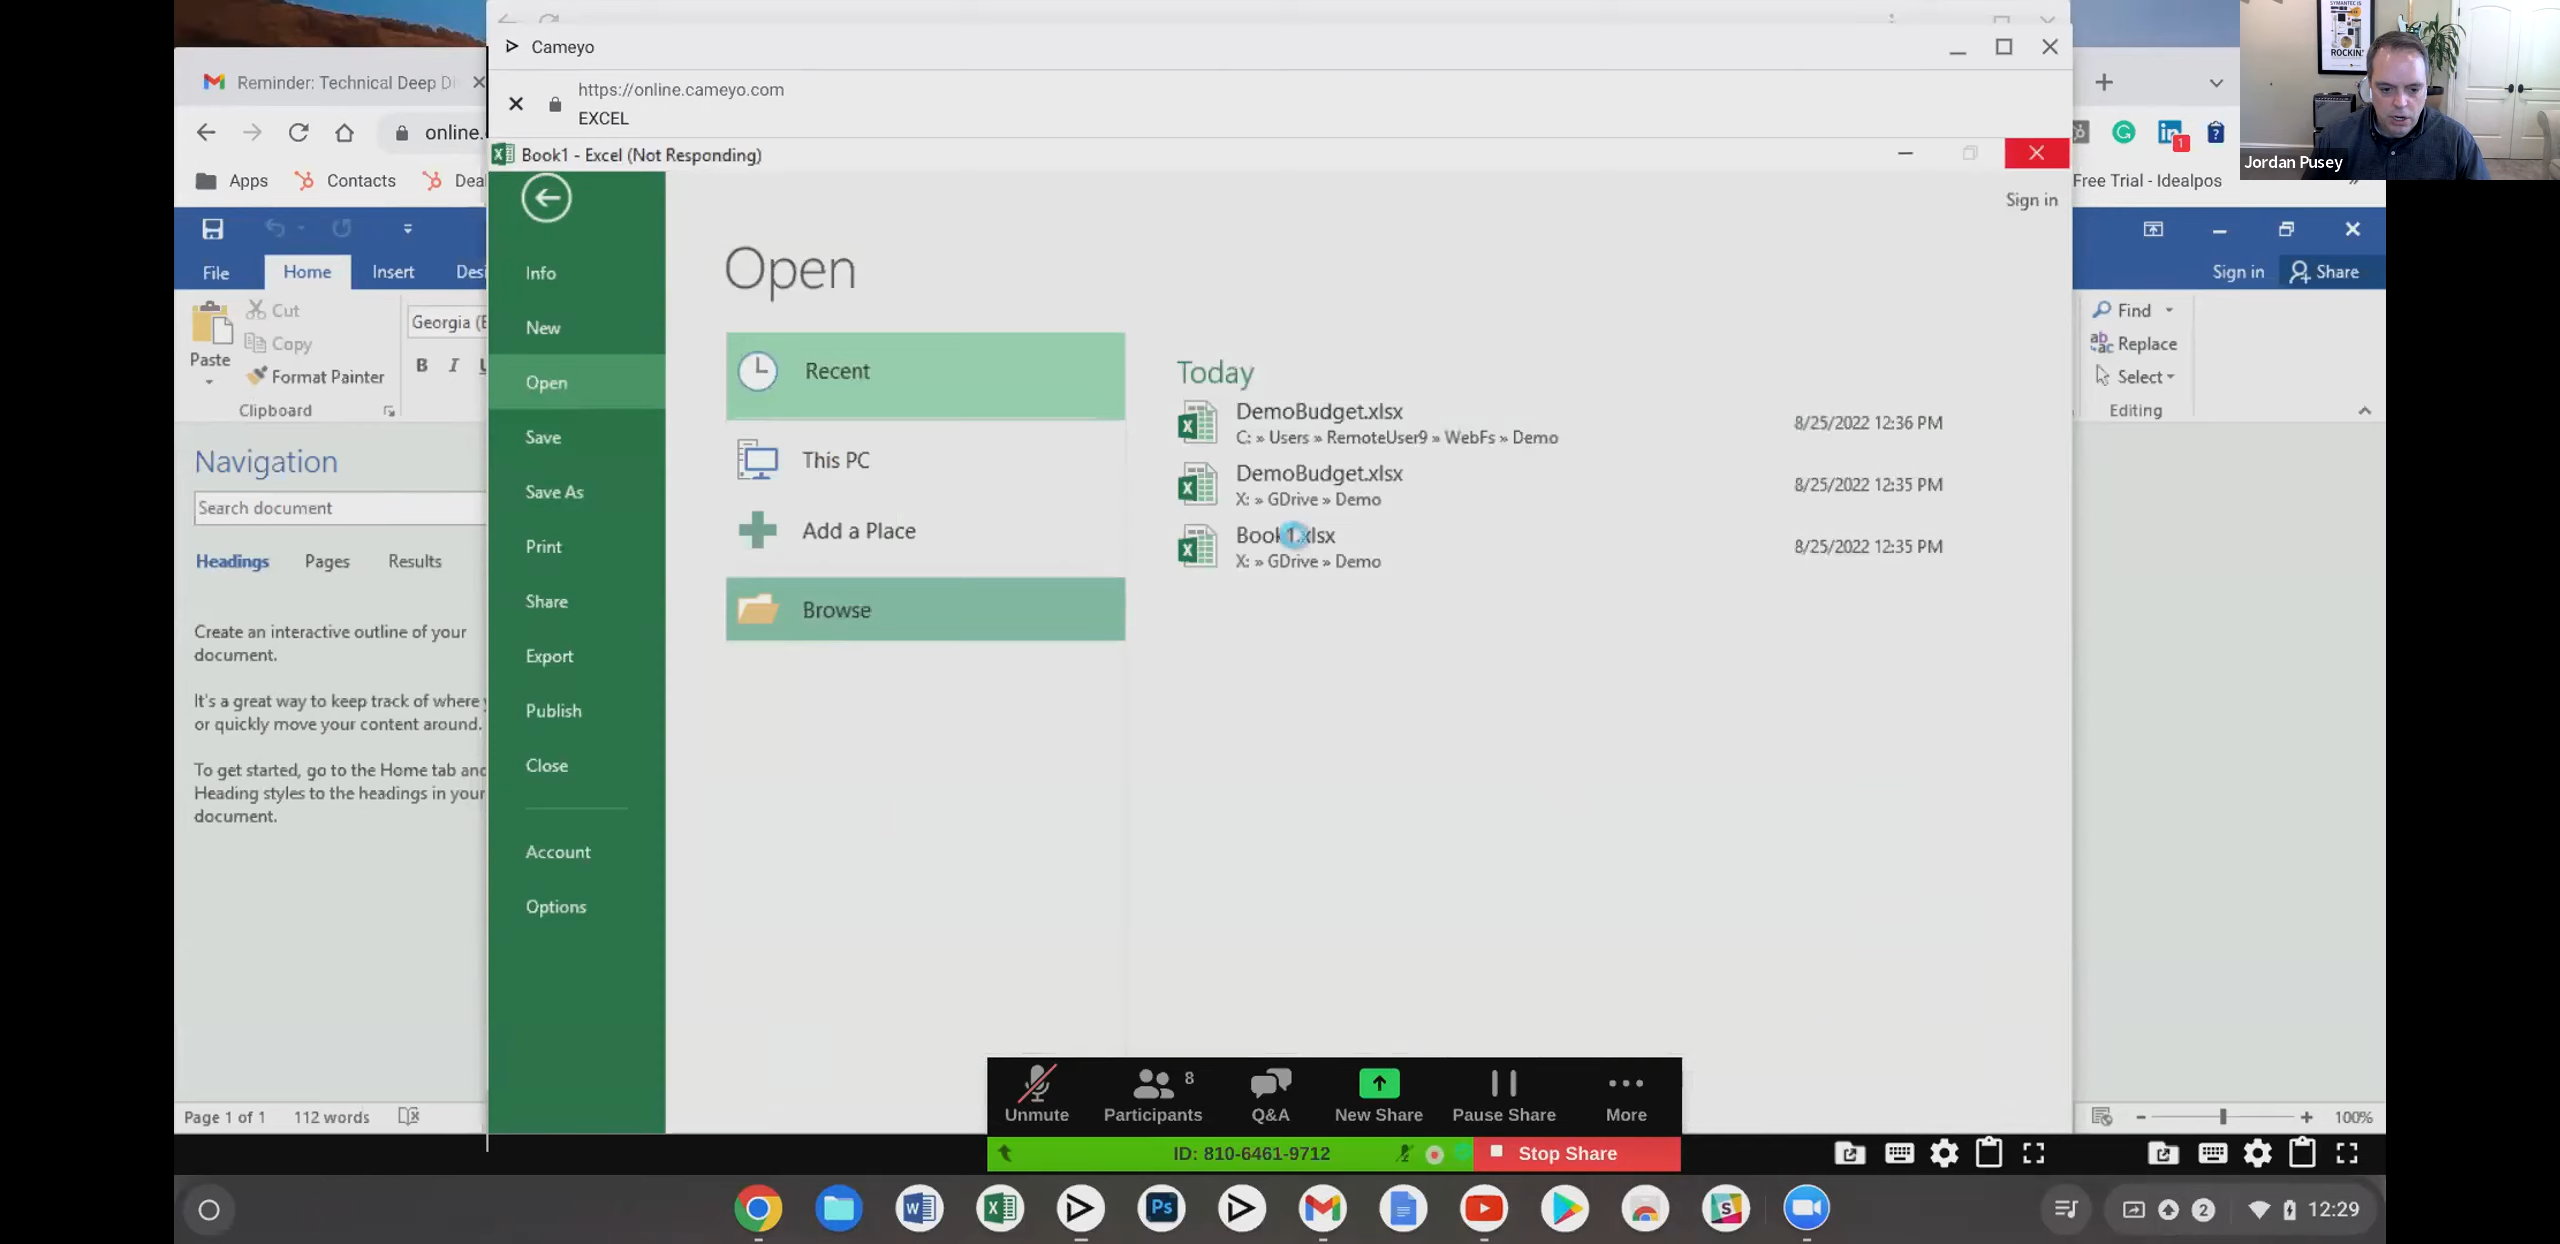 Cameyo
https://online.cameyo.com
EXCEL
Reminder: Technical Deep Di
online.
Apps
Contacts
Dea
Free Trial - Idealpos
»
1
SYMANTEC IS
ROCKIN'
Jordan Pusey
Book1 - Excel (Not Responding)
Sign in
File
Home
Insert
Desi
Sign in
Share
Paste
Cut
Copy
Format Painter
Clipboard
Georgia (B
B I U
Find
Replace
Select
Editing
Navigation
Search document
Headings
Pages
Results
Create an interactive outline of your
document.
It's a great way to keep track of where y
or quickly move your content around.
To get started, go to the Home tab and
Heading styles to the headings in your
document.
Page 1 of 1
112 words
Info
New
Open
Save
Save As
Print
Share
Export
Publish
Close
Account
Options
Open
Recent
This PC
Add a Place
Browse
Today
DemoBudget.xlsx
C: » Users » RemoteUser9 » WebFs » Demo
8/25/2022 12:36 PM
DemoBudget.xlsx
X: » GDrive » Demo
8/25/2022 12:35 PM
Book1.xlsx
X: » GDrive » Demo
8/25/2022 12:35 PM
100%
Unmute
Participants
8
Q&A
New Share
Pause Share
More
ID: 810-6461-9712
Stop Share
W
X
Ps
S
2
12:29